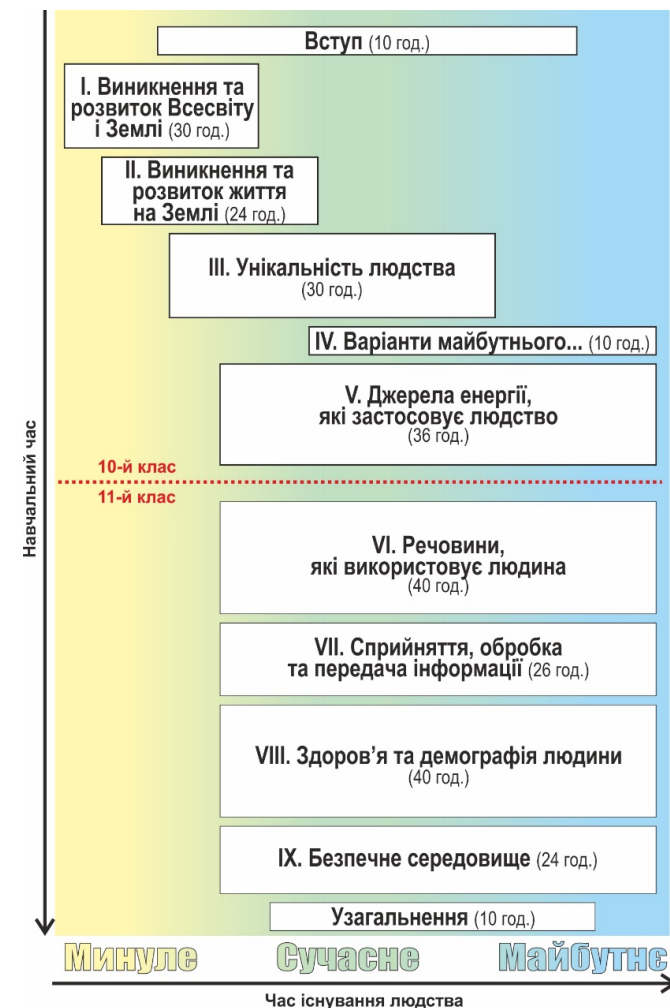 Вступ (10 год.)
I. Виникнення та
розвиток Всесвіту
і Землі (30 год.)
II. Виникнення та
розвиток життя
на Землі (24 год.)
III. Унікальність людства
(30 год.)
IV. Варіанти майбутнього... (10 год.)
V. Джерела енергії,
які застосовує людство
(36 год.)
10-й клас
11-й клас
VI. Речовини,
які використовує людина
(40 год.)
VII. Сприйняття, обробка
та передача інформації (26 год.)
VIII. Здоров’я та демографія людини
(40 год.)
IX. Безпечне середовище (24 год.)
Узагальнення (10 год.)
Навчальний час
Минуле Сучасне Майбутнє
Час існування людства